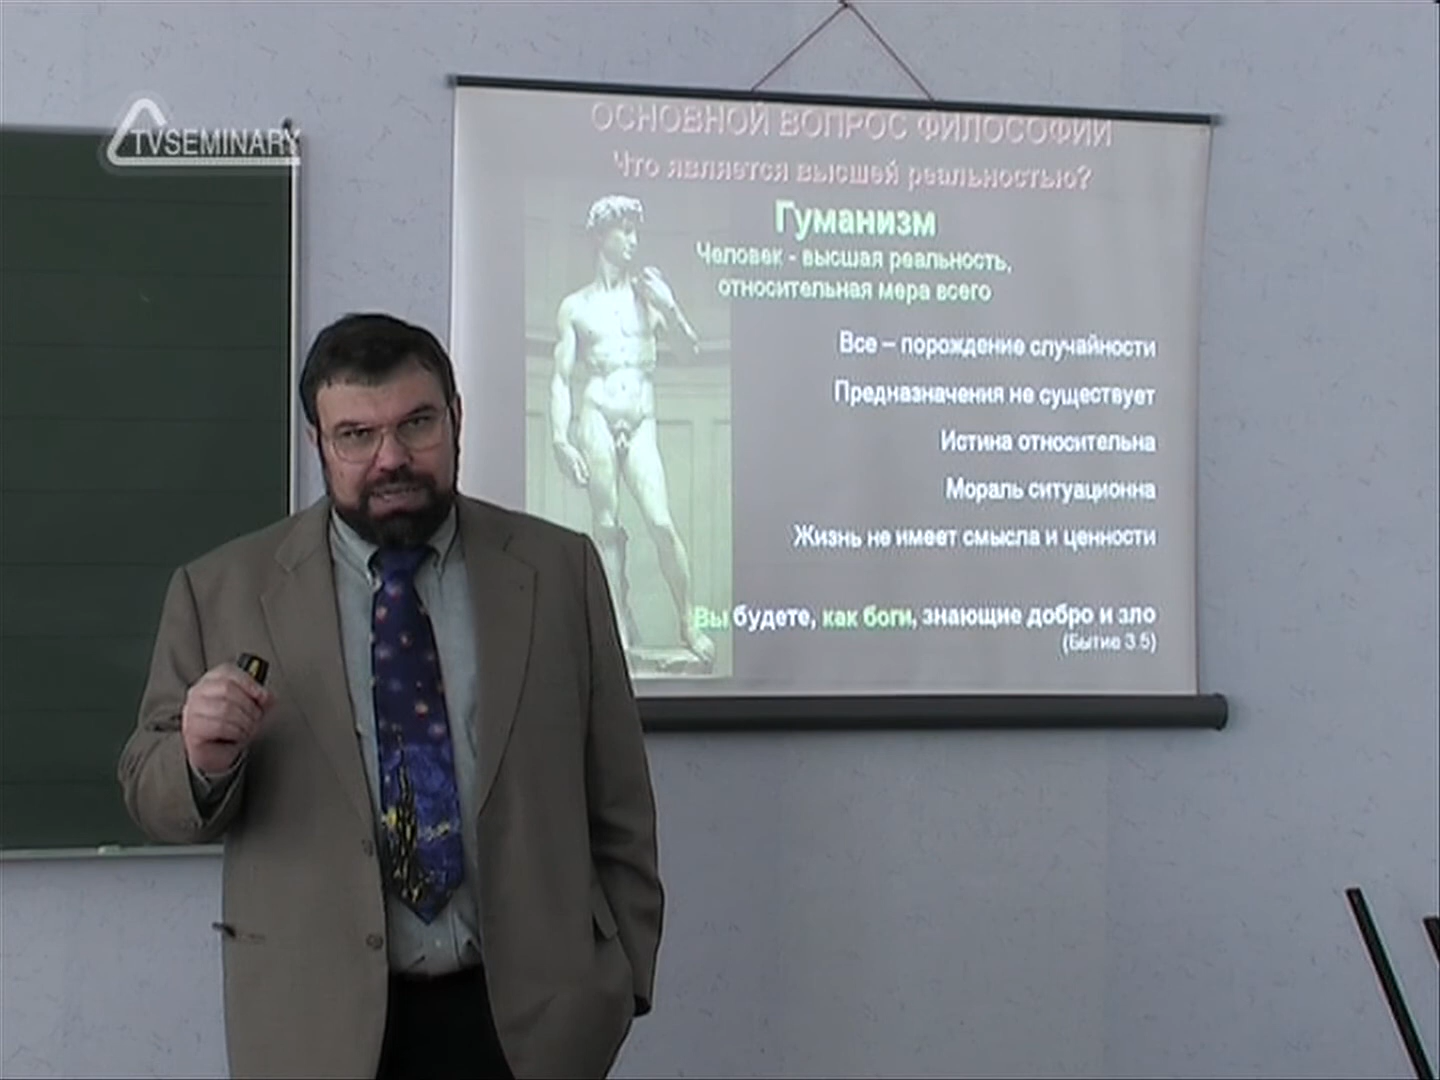 TVSEMINARY
ОСНОВНОЙ ВОПРОС ФИЛОСОФИИ
Что является высшей реальностью?
Гуманизм
Человек - высшая реальность,
относительная мера всего
Все – порождение случайности
Предназначения не существует
Истина относительна
Мораль ситуационна
Жизнь не имеет смысла и ценности
Вы будете, как боги, знающие добро и зло
(Бытие 3.5)